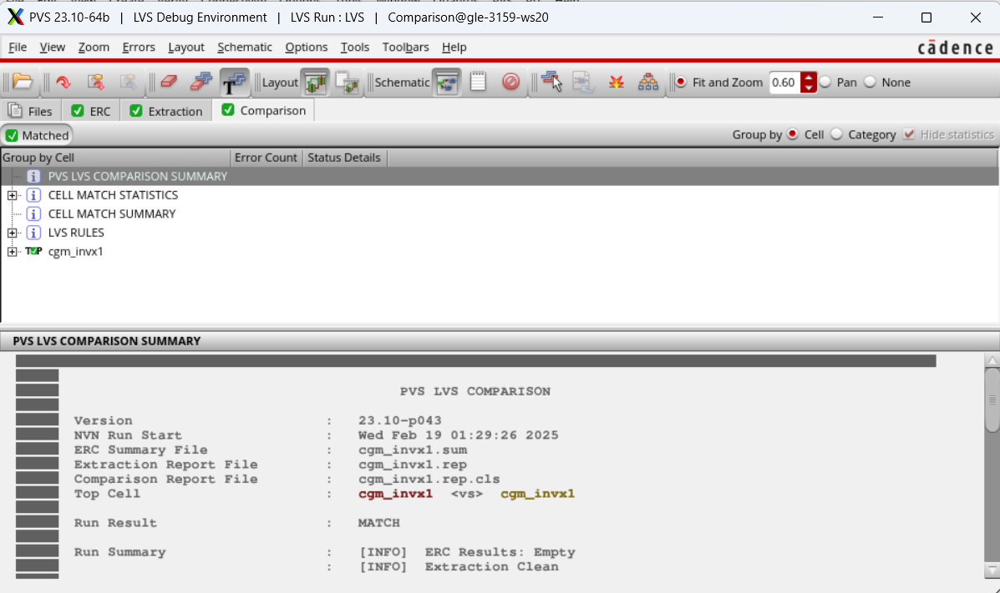 PVS 23.10-64b | LVS Debug Environment | LVS Run : LVS | Comparison@gle-3159-ws20
File View Zoom Errors Layout Schematic Options Tools Toolbars Help
cādence
Layout Schematic Fit and Zoom 0.60 Pan None
Files ERC Extraction Comparison
Matched Group by Cell Category Hide statistics
Group by Cell Error Count Status Details
PVS LVS COMPARISON SUMMARY
CELL MATCH STATISTICS
CELL MATCH SUMMARY
LVS RULES
cgm_invx1
PVS LVS COMPARISON SUMMARY
PVS LVS COMPARISON
Version : 23.10-p043
NVN Run Start : Wed Feb 19 01:29:26 2025
ERC Summary File : cgm_invx1.sum
Extraction Report File : cgm_invx1.rep
Comparison Report File : cgm_invx1.rep.cls
Top Cell : cgm_invx1 <vs> cgm_invx1
Run Result : MATCH
Run Summary : [INFO] ERC Results: Empty
: [INFO] Extraction Clean